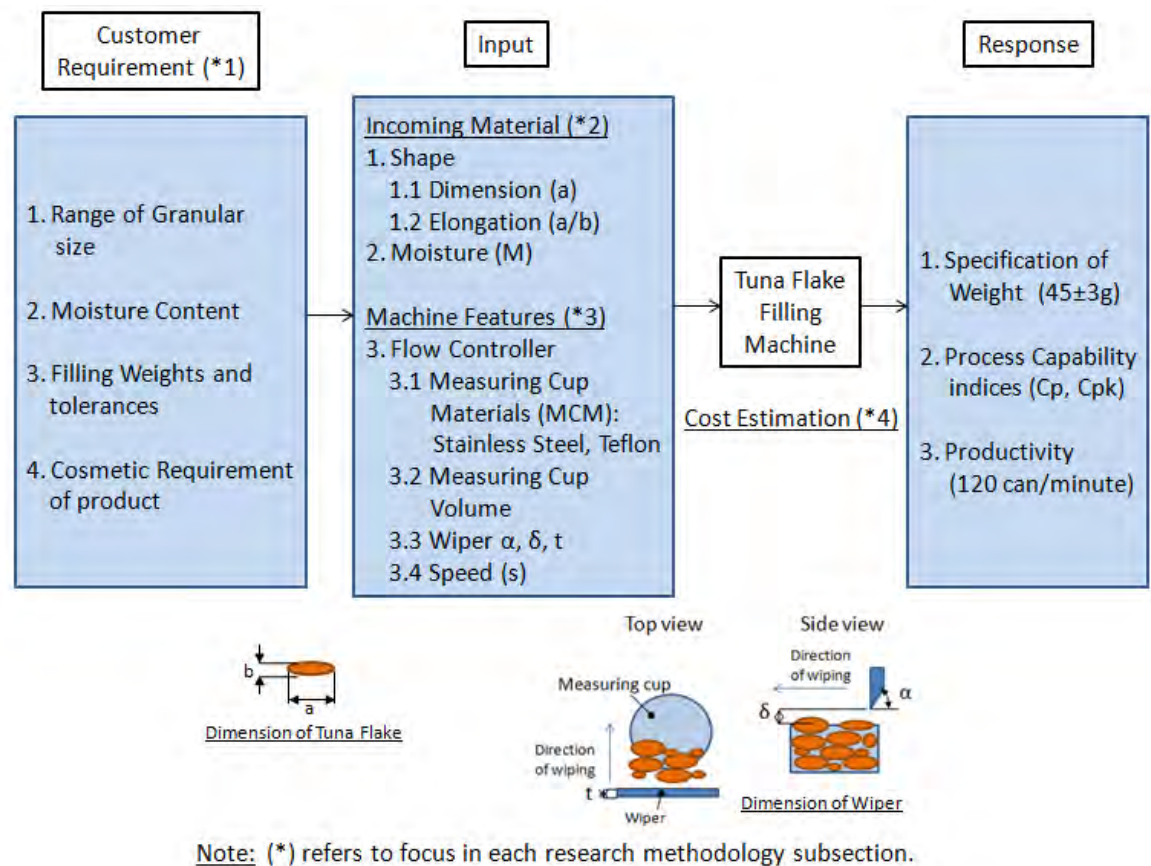 Customer
Requirement (*1)
Input
Response
1. Range of Granular
size
2. Moisture Content
3. Filling Weights and
tolerances
4. Cosmetic Requirement
of product
Incoming Material (*2)
1. Shape
1.1 Dimension (a)
1.2 Elongation (a/b)
2. Moisture (M)
Machine Features (*3)
3. Flow Controller
3.1 Measuring Cup
Materials (MCM):
Stainless Steel, Teflon
3.2 Measuring Cup
Volume
3.3 Wiper α, δ, t
3.4 Speed (s)
Tuna Flake
Filling
Machine
Cost Estimation (*4)
1. Specification of
Weight (45±3g)
2. Process Capability
indices (Cp, Cpk)
3. Productivity
(120 can/minute)
b
a
Dimension of Tuna Flake
Top view
Measuring cup
Direction
of wiping
t
Wiper
Side view
Direction
of wiping
α
δ
Dimension of Wiper
Note: (*) refers to focus in each research methodology subsection.